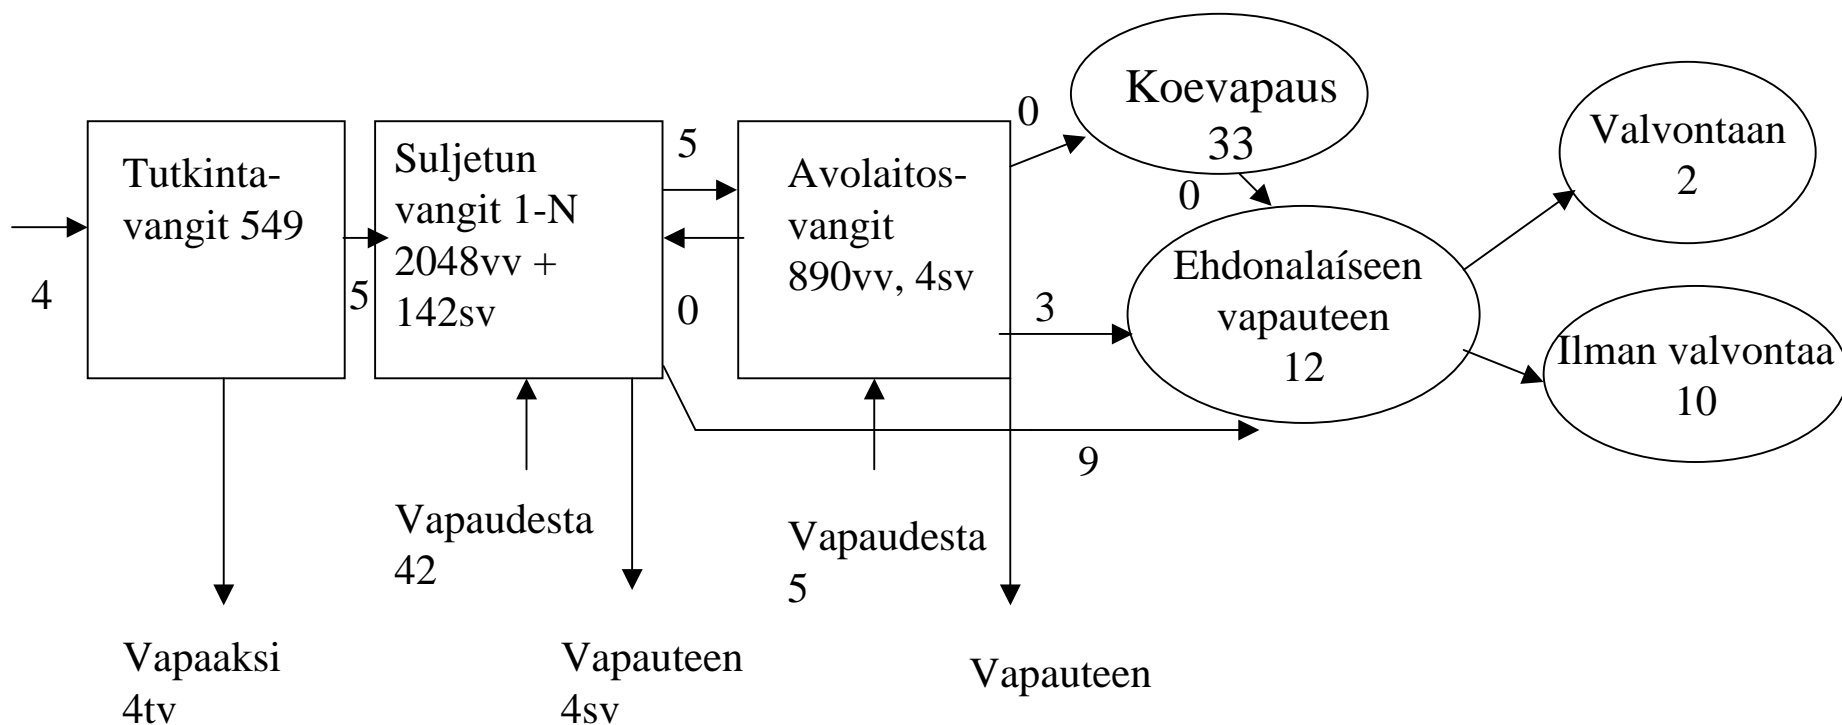 4
Tutkinta-
vangit 549
5
Suljetun
vangit 1-N
2048vv +
142sv
5
0
Avolaitos-
vangit
890vv, 4sv
0
3
Koevapaus
33
0
Ehdonalaíseen
vapauteen
12
9
Valvontaan
2
Ilman valvontaa
10
Vapaudesta
42
Vapaudesta
5
Vapaaksi
4tv
Vapauteen
4sv
Vapauteen